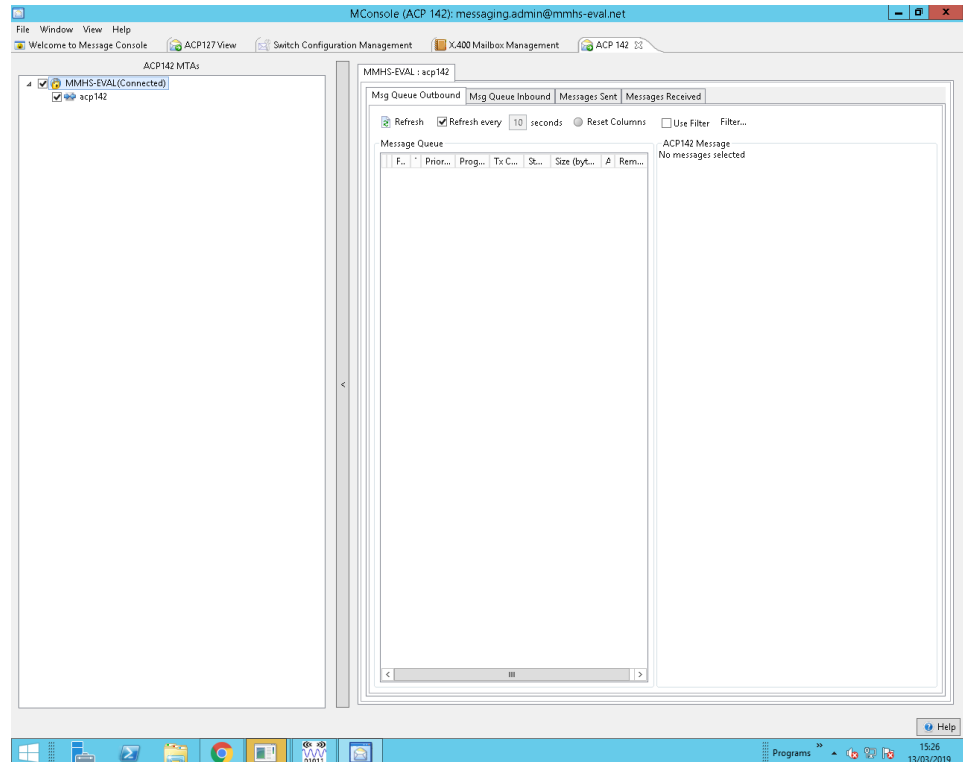 MConsole (ACP 142): messaging.admin@mmhs-eval.net
File Window View Help
Welcome to Message Console ACP127 View Switch Configuration Management X.400 Mailbox Management ACP 142
ACP142 MTAs
MMHS-EVAL(Connected)
acp142
MMHS-EVAL : acp142
Msg Queue Outbound Msg Queue Inbound Messages Sent Messages Received
Refresh Refresh every 10 seconds Reset Columns Use Filter Filter...
Message Queue
F... ' Prior... Prog... Tx C... St... Size (byt... A Rem...
ACP142 Message
No messages selected
<
Help
Programs »
15:26
13/03/2019